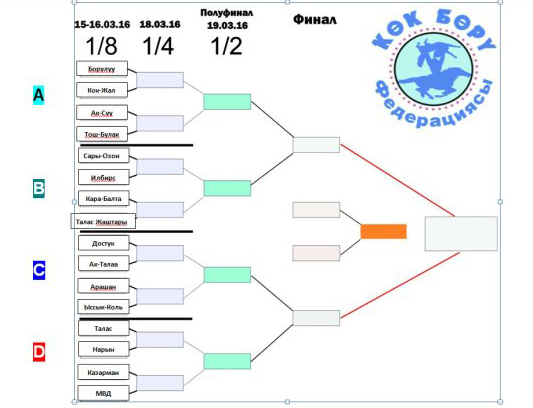 15-16.03.16
1/8
18.03.16
1/4
Полуфинал
19.03.16
1/2
Финал
КӨК БӨРҮ
Федерациясы
A
Борулуу
Кок-Жал
Ак-Суу
Тош-Булак
B
Сары-Озон
Илбирс
Кара-Балта
Талас Жаштары
C
Достук
Ак-Талаа
Арашан
Ыссык-Коль
D
Талас
Нарын
Казарман
МВД